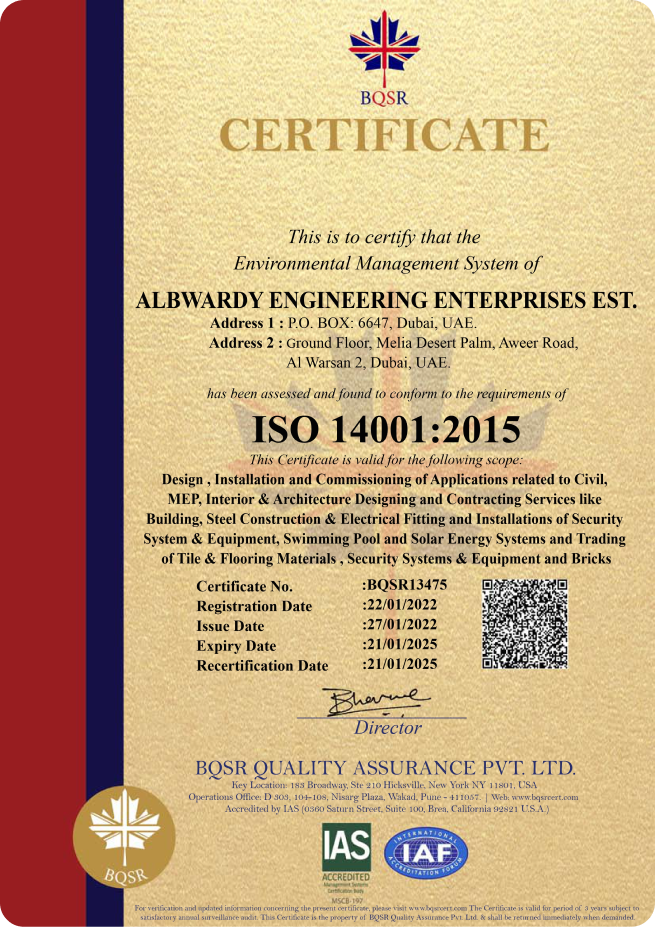 BQSR
CERTIFICATE
This is to certify that the
Environmental Management System of
ALBWARDY ENGINEERING ENTERPRISES EST.
Address 1 : P.O. BOX: 6647, Dubai, UAE.
Address 2 : Ground Floor, Melia Desert Palm, Aweer Road,
Al Warsan 2, Dubai, UAE.
has been assessed and found to conform to the requirements of
ISO 14001:2015
This Certificate is valid for the following scope:
Design , Installation and Commissioning of Applications related to Civil,
MEP, Interior & Architecture Designing and Contracting Services like
Building, Steel Construction & Electrical Fitting and Installations of Security
System & Equipment, Swimming Pool and Solar Energy Systems and Trading
of Tile & Flooring Materials , Security Systems & Equipment and Bricks
Certificate No. :BQSR13475
Registration Date :22/01/2022
Issue Date :27/01/2022
Expiry Date :21/01/2025
Recertification Date :21/01/2025
Director
BQSR QUALITY ASSURANCE PVT. LTD.
Key Location: 183 Broadway, Ste 210 Hicksville, New York NY 11801, USA
Operations Office: D 303, 104-108, Nisarg Plaza, Wakad, Pune - 411057. | Web: www.bqsrcert.com
Accredited by IAS (0360 Saturn Street, Suite 100, Brea, California 92821 U.S.A.)
IAS
ACCREDITED
Management Systems
Certification Body
MSCB-197
INTERNATIONAL
IAF
ACCREDITATION FORUM
BQSR
For verification and updated information concerning the present certificate, please visit www.bqsrcert.com The Certificate is valid for period of 3 years subject to
satisfactory annual surveillance audit. This Certificate is the property of BQSR Quality Assurance Pvt. Ltd. & shall be returned immediately when demanded.